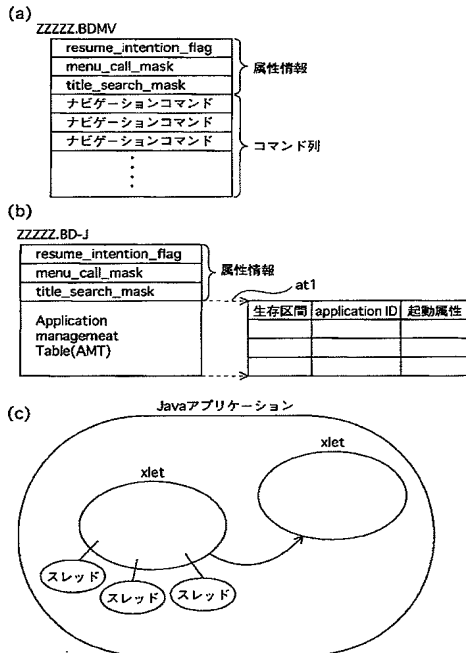 (a)
ZZZZZ.BDMV
resume_intention_flag
menu_call_mask
title_search_mask
属性情報
ナビゲーションコマンド
ナビゲーションコマンド
ナビゲーションコマンド
コマンド列
(b)
ZZZZZ.BD-J
resume_intention_flag
menu_call_mask
title_search_mask
属性情報
at1
Application
managemeat
Table(AMT)
生存区間 application ID 起動属性
(c)
Javaアプリケーション
xlet
xlet
スレッド
スレッド
スレッド